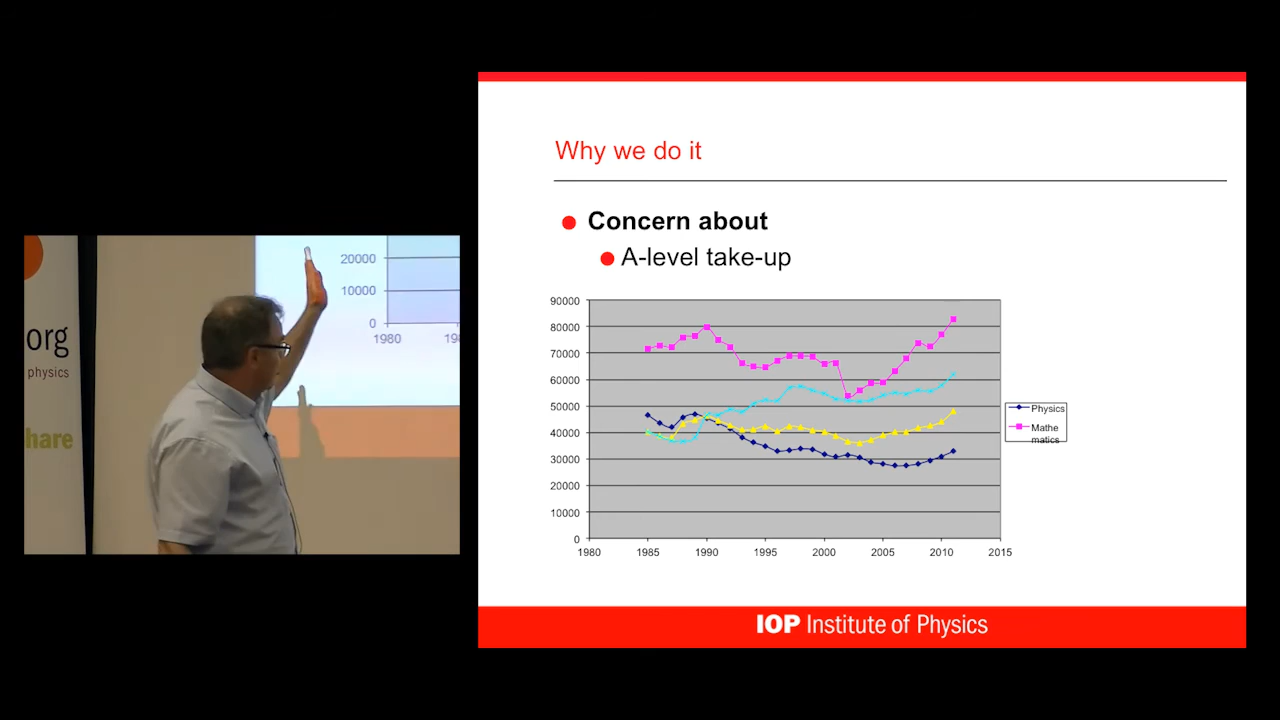 org
physics
hare
20000
10000
0
1980
Why we do it
Concern about
A-level take-up
90000
80000
70000
60000
50000
40000
30000
20000
10000
0
1980 1985 1990 1995 2000 2005 2010 2015
Physics
Mathe
matics
IOP Institute of Physics